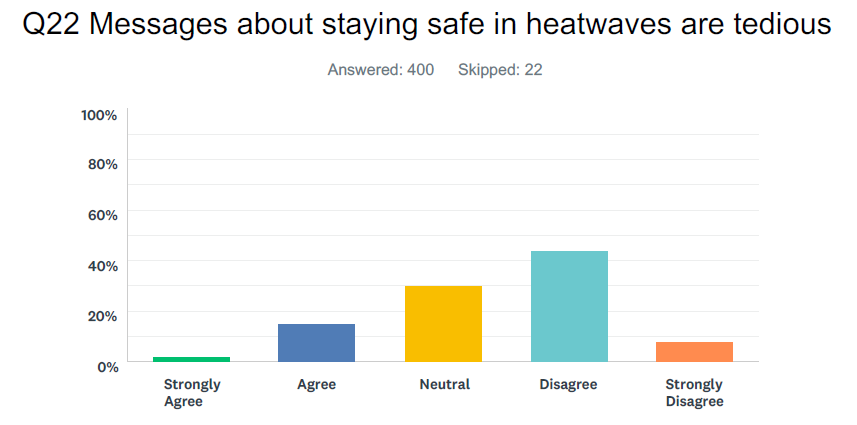 Q22 Messages about staying safe in heatwaves are tedious
Answered: 400 Skipped: 22
100%
80%
60%
40%
20%
0%
Strongly Agree
Agree
Neutral
Disagree
Strongly Disagree